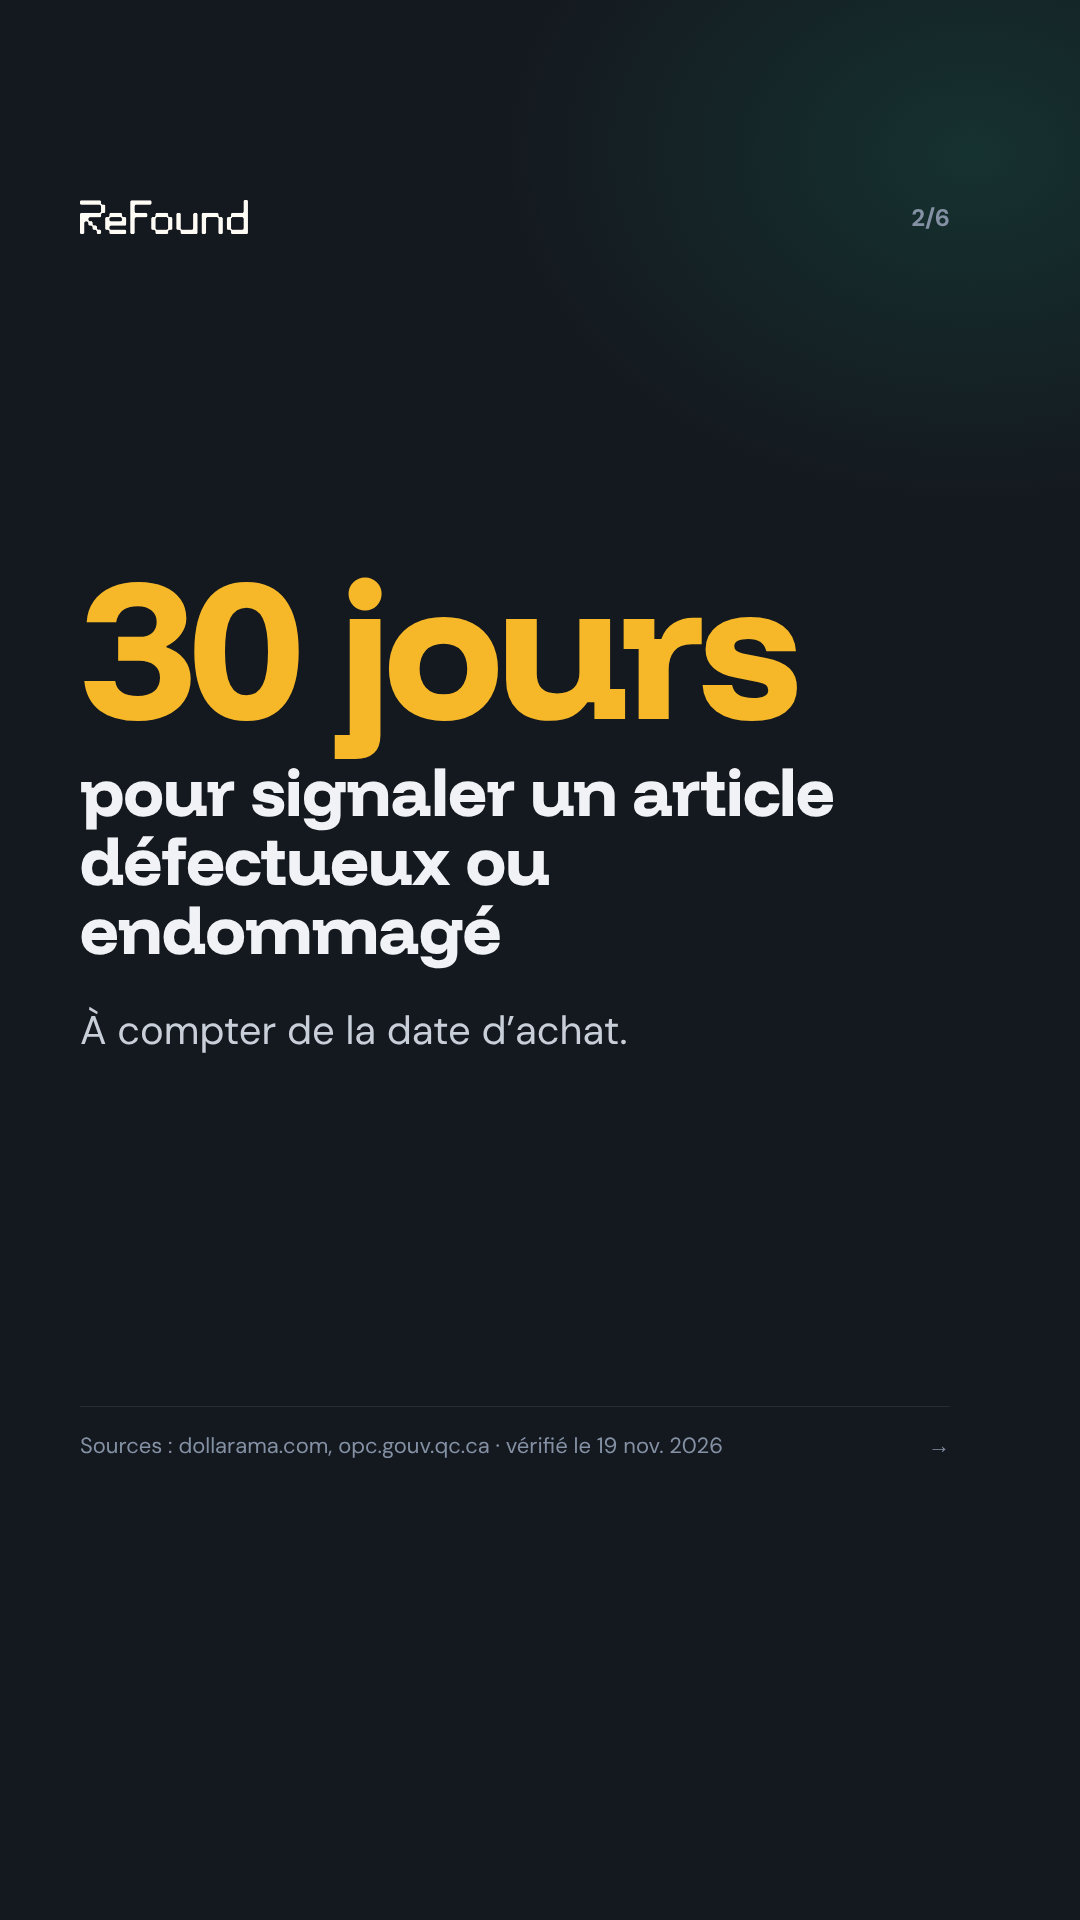 ReFound
2/6
30 jours
pour signaler un article
défectueux ou
endommagé
À compter de la date d’achat.
Sources : dollarama.com, opc.gouv.qc.ca · vérifié le 19 nov. 2026 →